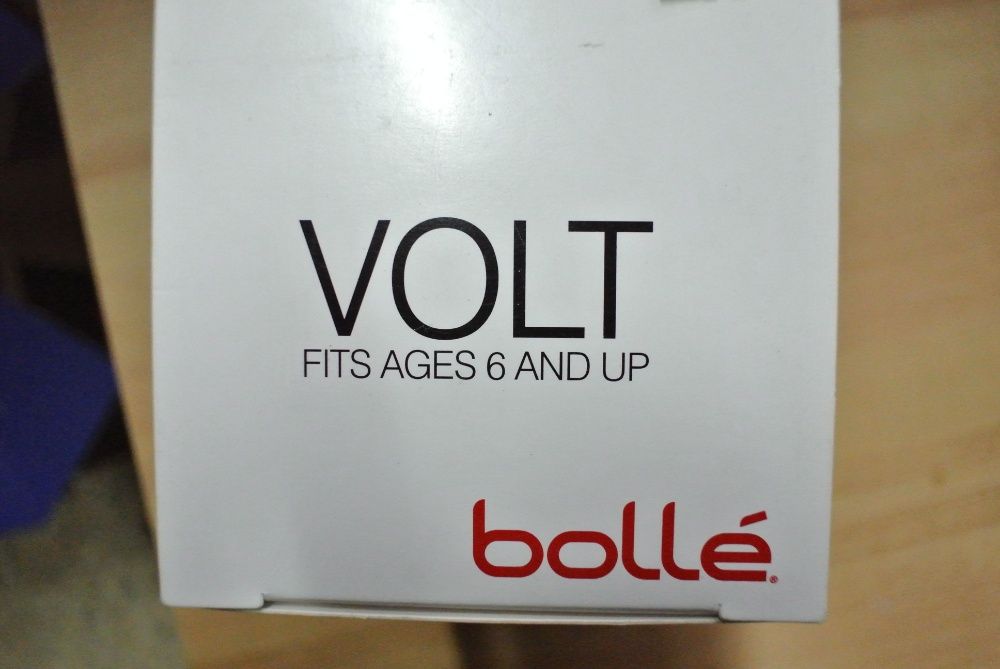 VOLT
FITS AGES 6 AND UP
bollé®